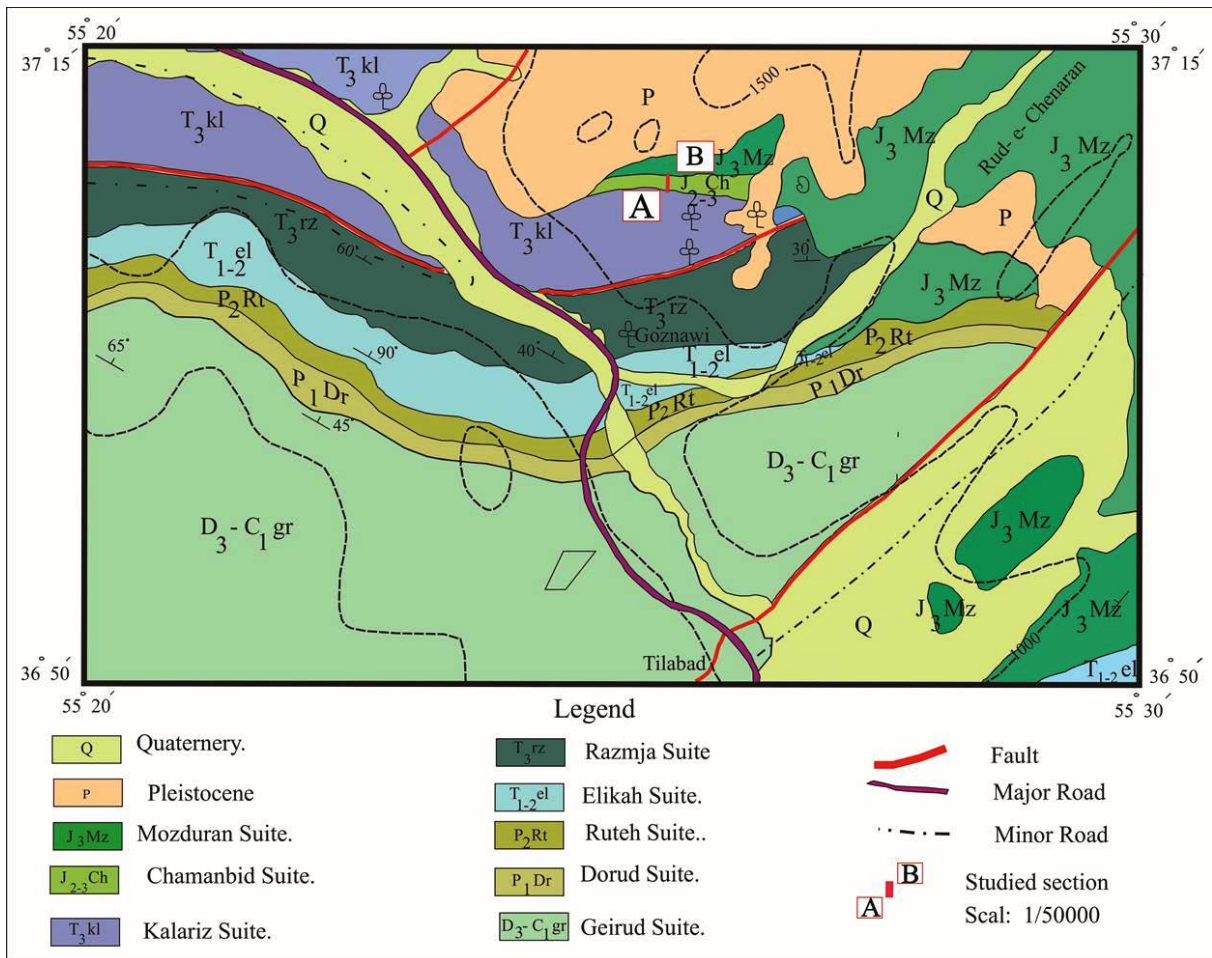 55° 20´
55° 30´
37° 15´
37° 15´
T3kl
1500
P
T3kl
Q
J3Mz
Rud-e-Chenaran
J3Mz
B
J3Mz
J2-3Ch
A
Q
P
T3rz
T3kl
60°
30°
T1-2el
J3Mz
P2Rt
T3rz
Goznawi
65°
90°
40°
T1-2el
T1-2el
P2Rt
P1Dr
T1-2el
P2Rt
P1Dr
45°
D3-C1gr
D3-C1gr
J3Mz
J3Mz
J3Mz
Q
1000
Tilabad
T1-2el
36° 50´
36° 50´
55° 20´
55° 30´
Legend
Q Quaternery.
P Pleistocene
J3Mz Mozduran Suite.
J2-3Ch Chamanbid Suite.
T3kl Kalariz Suite.
T3rz Razmja Suite
T1-2el Elikah Suite.
P2Rt Ruteh Suite..
P1Dr Dorud Suite.
D3-C1gr Geirud Suite.
Fault
Major Road
Minor Road
B
A
Studied section
Scal: 1/50000